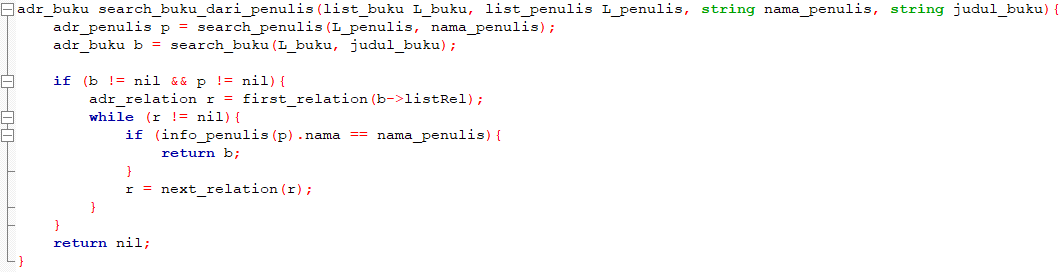 adr_buku search_buku_dari_penulis(list_buku L_buku, list_penulis L_penulis, string nama_penulis, string judul_buku){
    adr_penulis p = search_penulis(L_penulis, nama_penulis);
    adr_buku b = search_buku(L_buku, judul_buku);

    if (b != nil && p != nil){
        adr_relation r = first_relation(b->listRel);
        while (r != nil){
            if (info_penulis(p).nama == nama_penulis){
                return b;
            }
            r = next_relation(r);
        }
    }
    return nil;
}